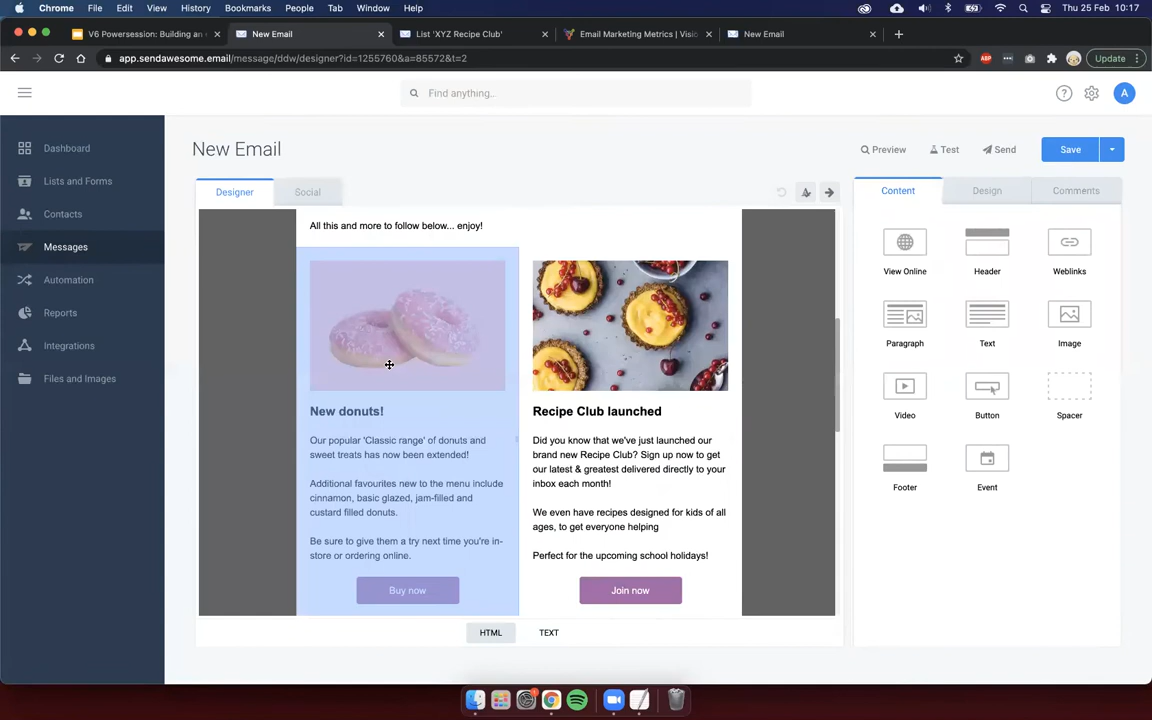 Chrome File Edit View History Bookmarks People Tab Window Help Thu 25 Feb 10:17
V6 Powersession: Building an
New Email
List 'XYZ Recipe Club'
Email Marketing Metrics | Visio
New Email
app.sendawesome.email/message/ddw/designer?id=1255760&a=85572&t=2
ABP
Update
Find anything..
A
Dashboard
Lists and Forms
Contacts
Messages
Automation
Reports
Integrations
Files and Images
New Email
Preview
Test
Send
Save
Designer
Social
All this and more to follow below... enjoy!
New donuts!
Our popular 'Classic range' of donuts and
sweet treats has now been extended!
Additional favourites new to the menu include
cinnamon, basic glazed, jam-filled and
custard filled donuts.
Be sure to give them a try next time you're in-
store or ordering online.
Buy now
Recipe Club launched
Did you know that we've just launched our
brand new Recipe Club? Sign up now to get
our latest & greatest delivered directly to your
inbox each month!
We even have recipes designed for kids of all
ages, to get everyone helping
Perfect for the upcoming school holidays!
Join now
HTML
TEXT
Content
Design
Comments
View Online
Header
Weblinks
Paragraph
Text
Image
Video
Button
Spacer
Footer
Event